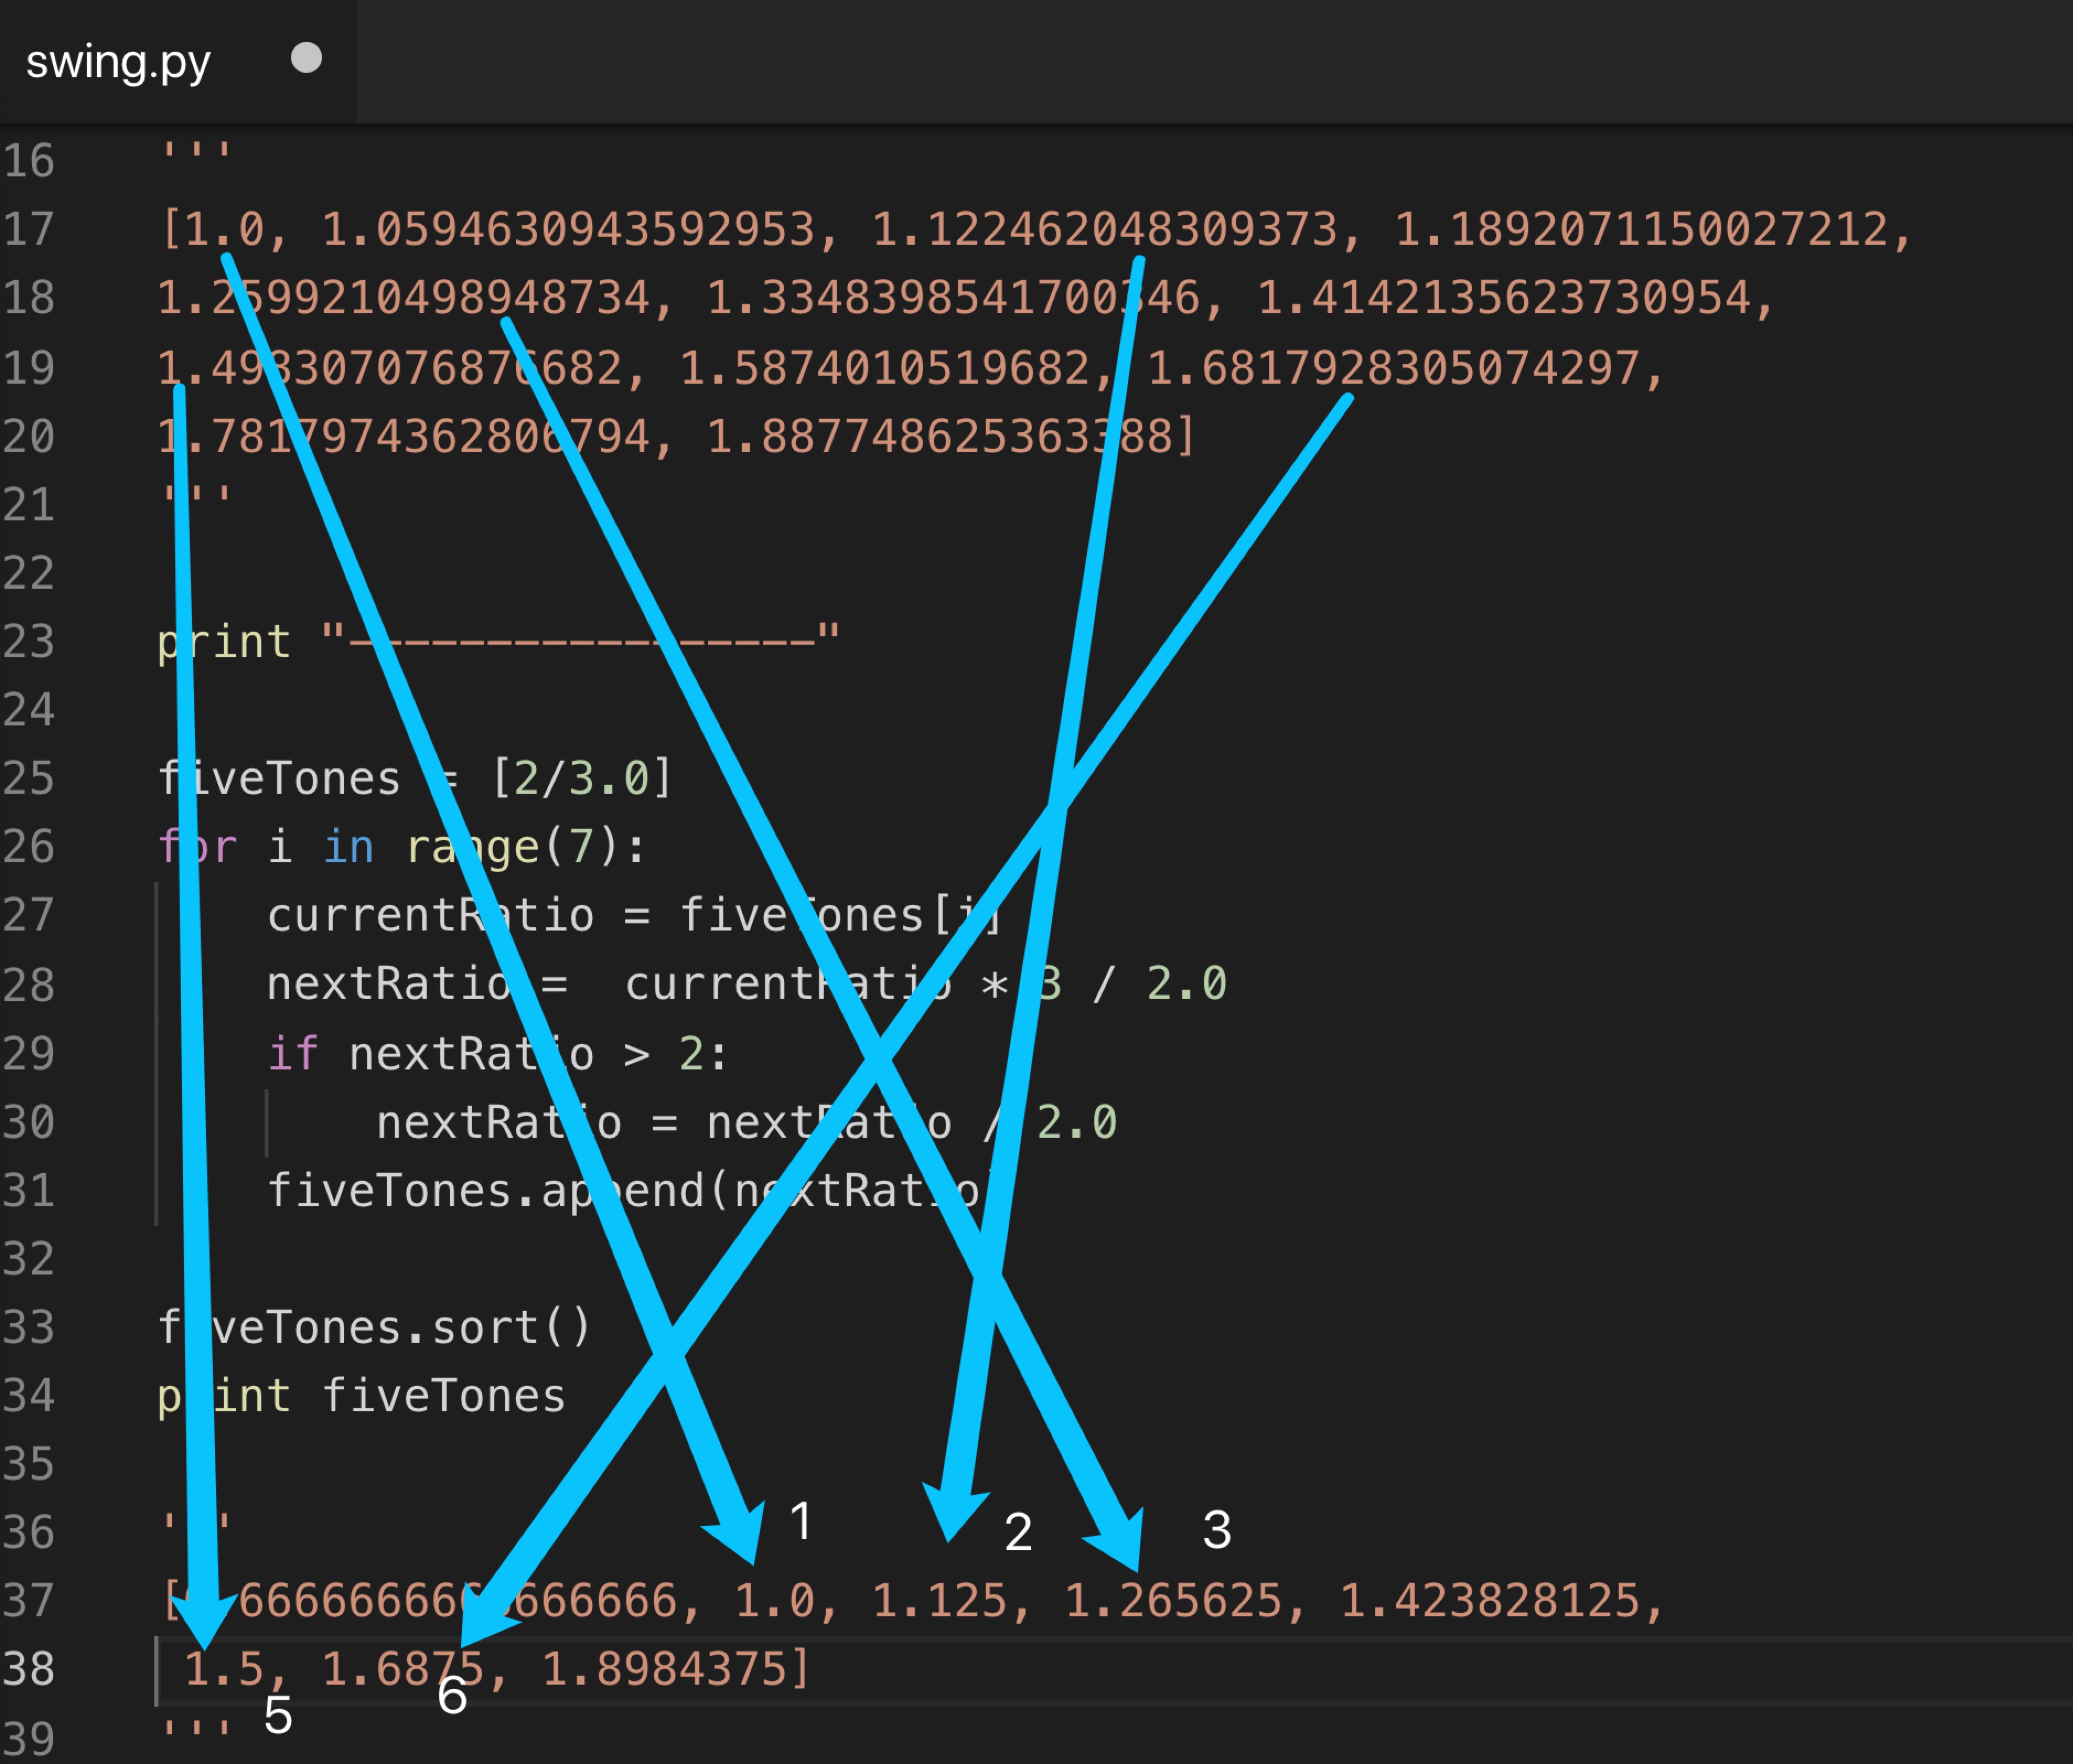 swing.py
16 '''
17 [1.0, 1.0594630943592953, 1.122462048309373, 1.1892071150027212,
18 1.2599210498948734, 1.3348398541700346, 1.4142135623730954,
19 1.498307076876682, 1.5874010519682, 1.6817928305074297,
20 1.7817974362806794, 1.887748625363388]
21 '''
22
23 print "-----------------"
24
25 fiveTones = [2/3.0]
26 for i in range(7):
27 currentRatio = fiveTones[i]
28 nextRatio = currentRatio * 3 / 2.0
29 if nextRatio > 2:
30 nextRatio = nextRatio / 2.0
31 fiveTones.append(nextRatio)
32
33 fiveTones.sort()
34 print fiveTones
35
36 '''
1 2 3
37 [0.6666666666666666, 1.0, 1.125, 1.265625, 1.423828125,
38 1.5, 1.6875, 1.8984375]
5 6
39 '''